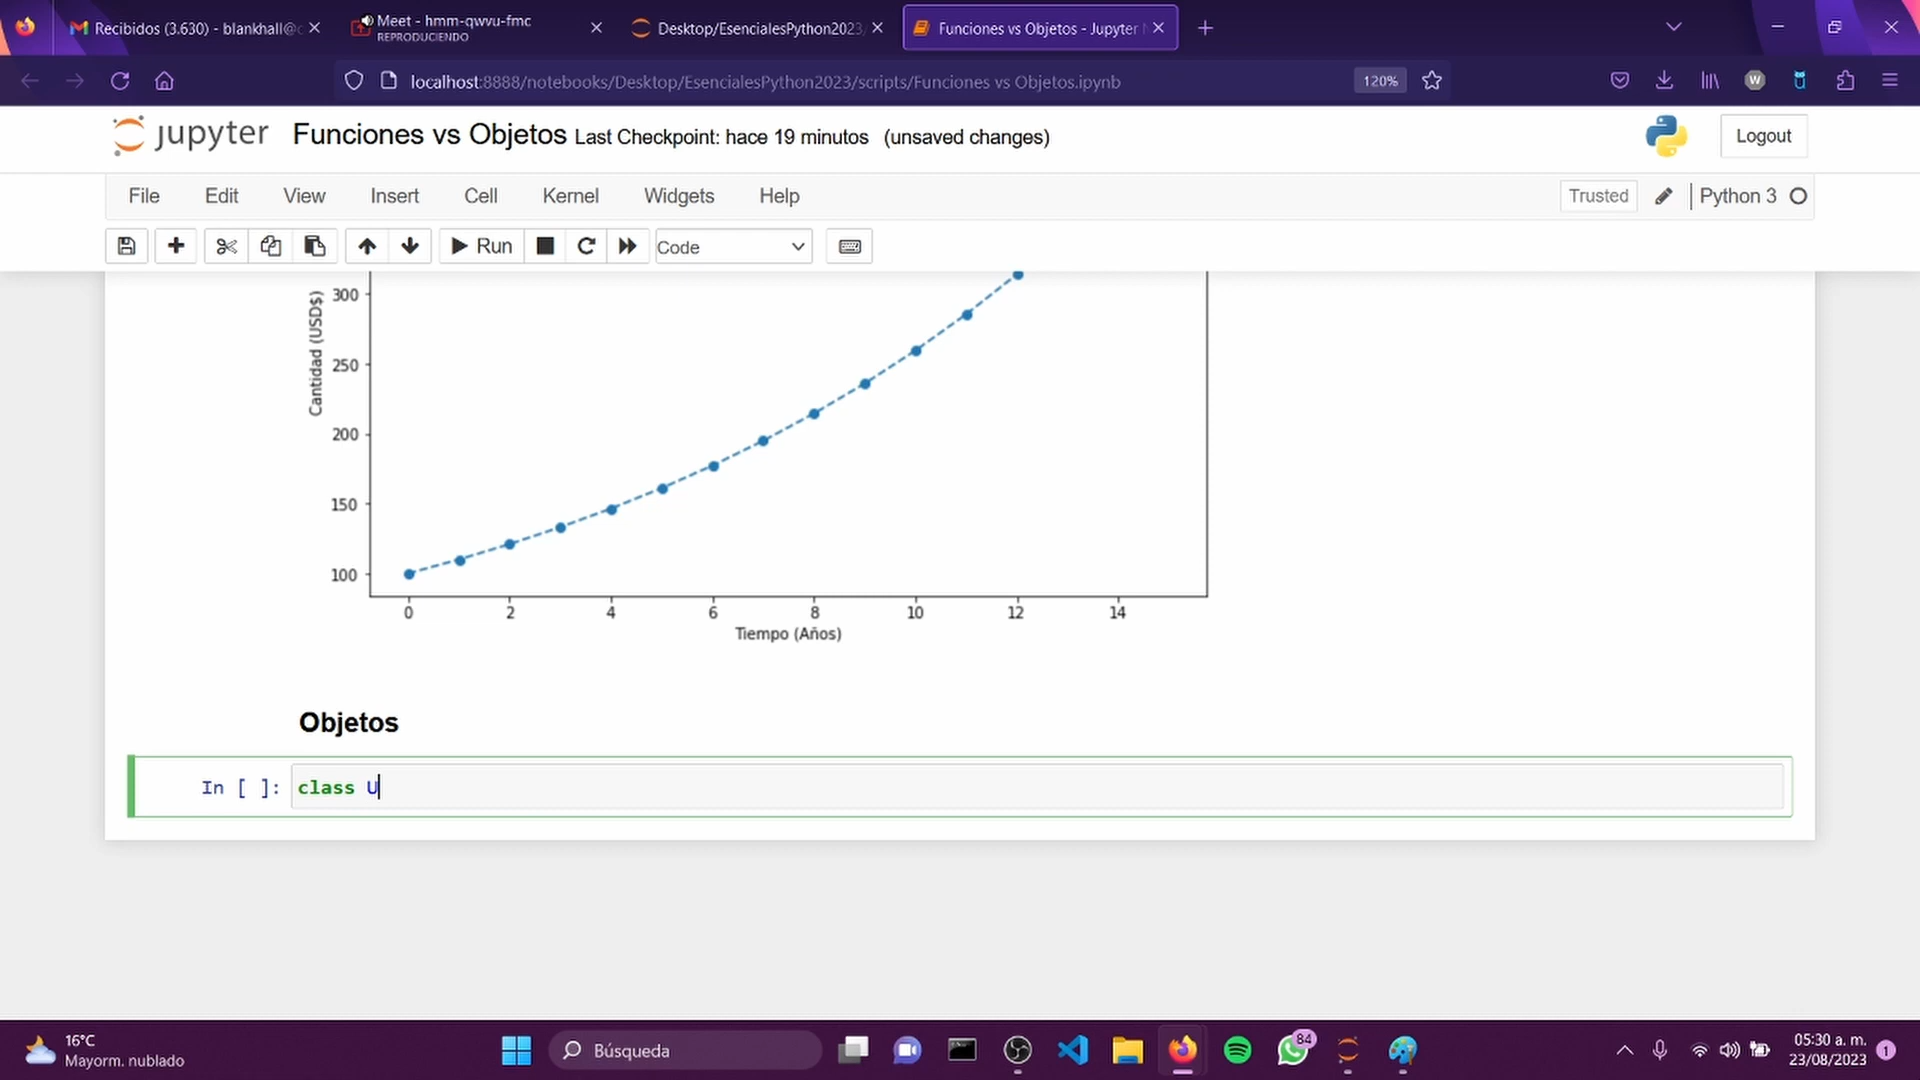 Recibidos (3.630) - blankhall@c
Meet - hmm-qwvu-fmc
REPRODUCIENDO
Desktop/EsencialesPython2023/
Funciones vs Objetos - Jupyter N
localhost:8888/notebooks/Desktop/EsencialesPython2023/scripts/Funciones vs Objetos.ipynb
120%
W
jupyter Funciones vs Objetos Last Checkpoint: hace 19 minutos (unsaved changes)
Logout
File Edit View Insert Cell Kernel Widgets Help
Trusted
Python 3
Run
Code
Cantidad (USD$)
300
250
200
150
100
0 2 4 6 8 10 12 14
Tiempo (Años)
Objetos
In [ ]: class U
16°C
Mayorm. nublado
Búsqueda
84
05:30 a. m.
23/08/2023
1